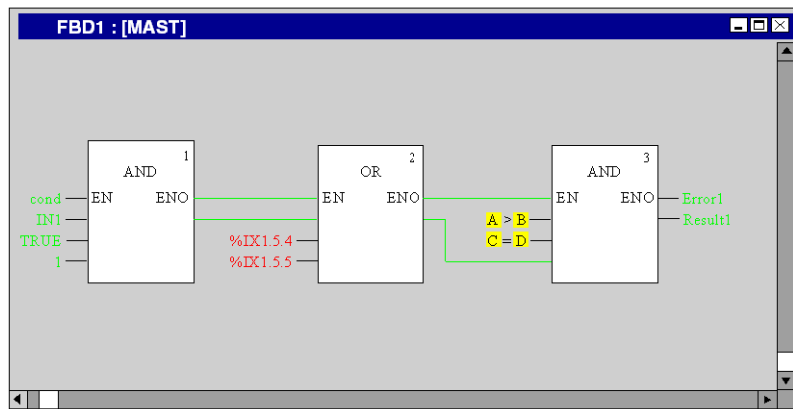 FBD1 : [MAST]
1 2 3
AND OR AND
cond EN ENO EN ENO EN ENO Error1
IN1 A > B Result1
TRUE %IX1.5.4 C = D
1 %IX1.5.5